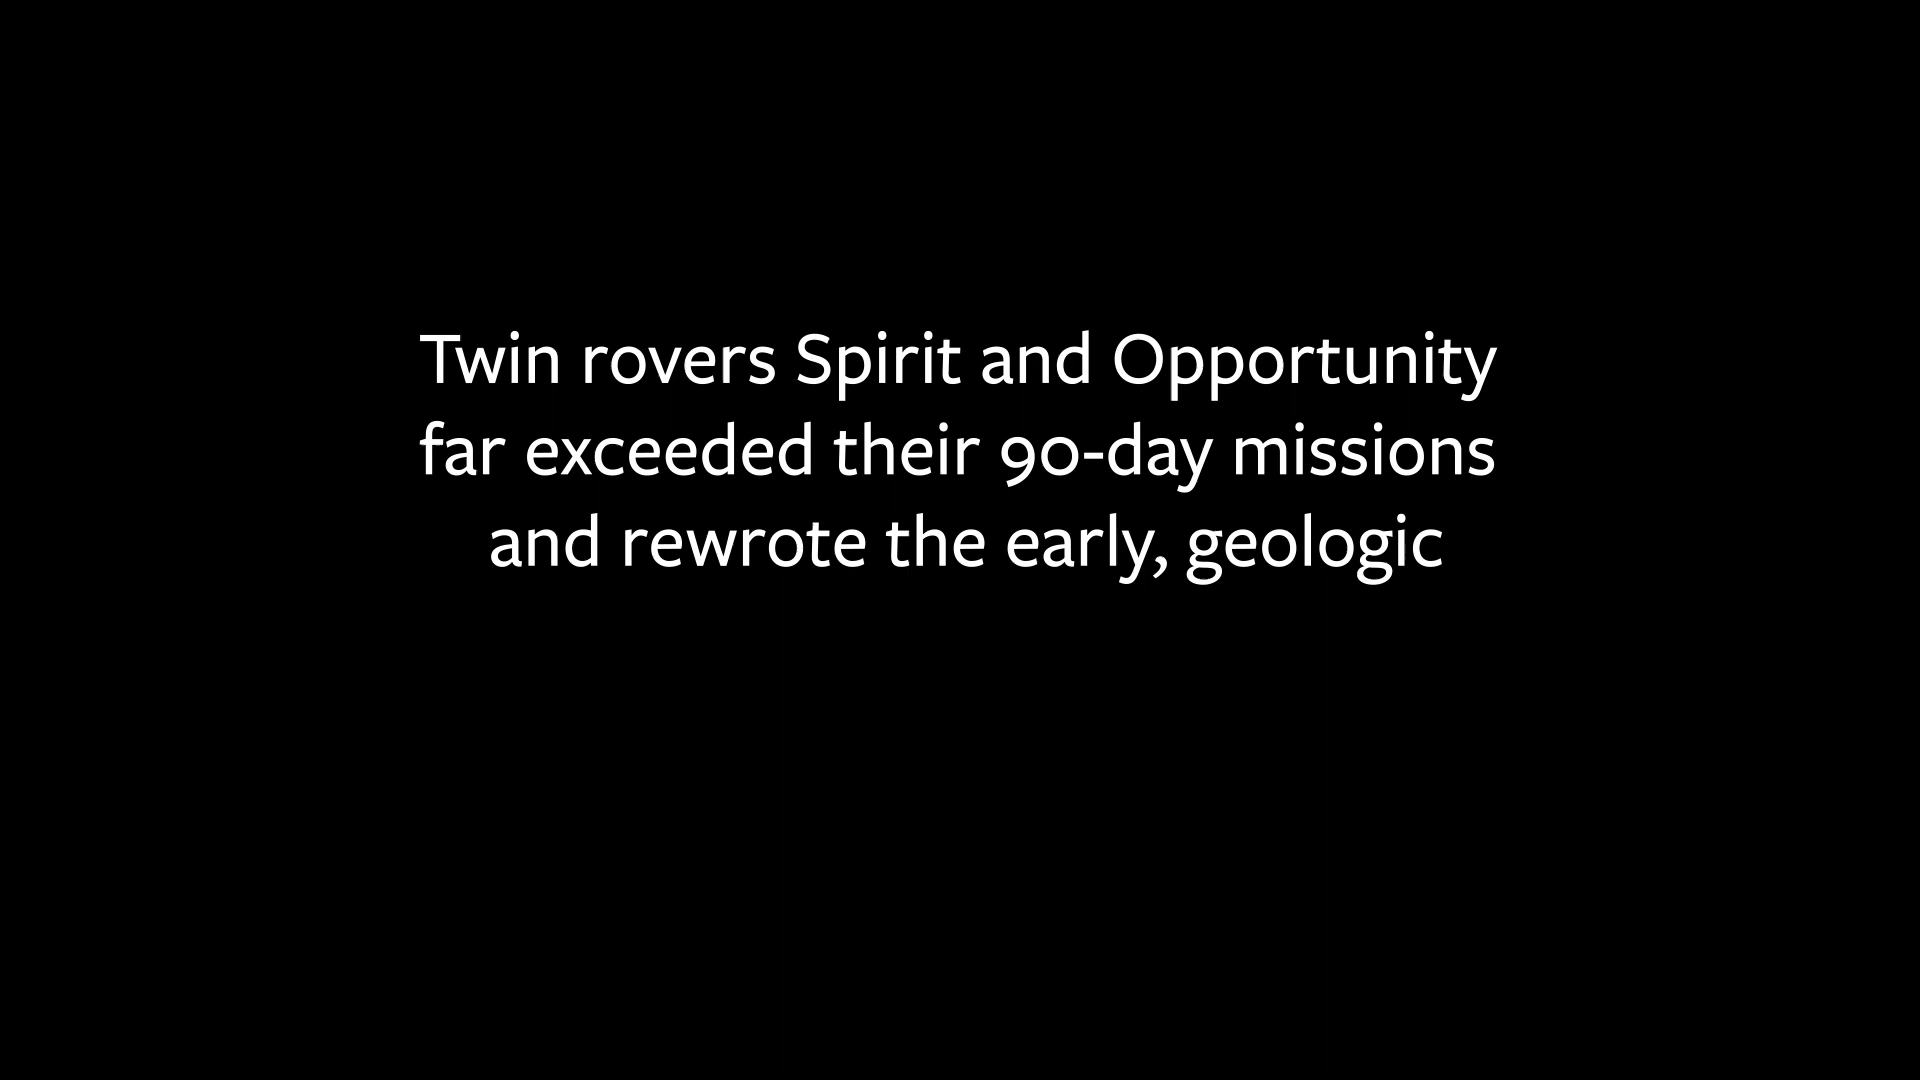 Twin rovers Spirit and Opportunity
far exceeded their 90-day missions
and rewrote the early, geologic